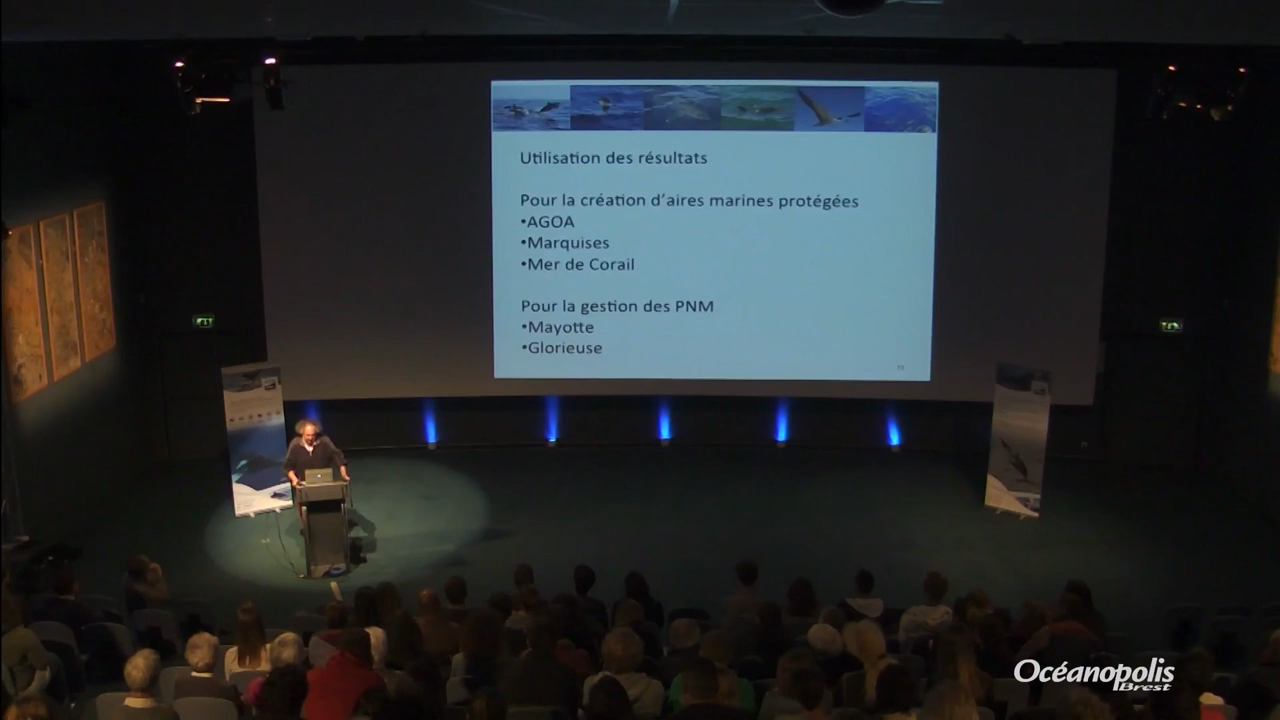 Utilisation des résultats
Pour la création d'aires marines protégées
•AGOA
•Marquises
•Mer de Corail
Pour la gestion des PNM
•Mayotte
•Glorieuse
Océanopolis
Brest